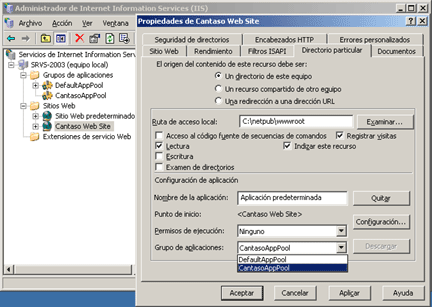 Administrador de Internet Information Services (IIS)
Archivo Acción Ver Ventana
Servicios de Internet Information Serv
SRVS-2003 (equipo local)
Grupos de aplicaciones
DefaultAppPool
CantasoAppPool
Sitios Web
Sitio Web predeterminado
Cantaso Web Site
Extensiones de servicio Web
Propiedades de Cantaso Web Site
Seguridad de directorios Encabezados HTTP Errores personalizados
Sitio Web Rendimiento Filtros ISAPI Directorio particular Documentos
El origen del contenido de este recurso debe ser:
Un directorio de este equipo
Un recurso compartido de otro equipo
Una redirección a una dirección URL
Ruta de acceso local: C:\netpub\wwwroot Examinar...
Acceso al código fuente de secuencias de comandos Registrar visitas
Lectura Indizar este recurso
Escritura
Examen de directorios
Configuración de aplicación
Nombre de la aplicación: Aplicación predeterminada Quitar
Punto de inicio: <Cantaso Web Site>
Configuración...
Permisos de ejecución: Ninguno
Grupo de aplicaciones: CantasoAppPool Descargar
DefaultAppPool
CantasoAppPool
Aceptar Cancelar Aplicar Ayuda